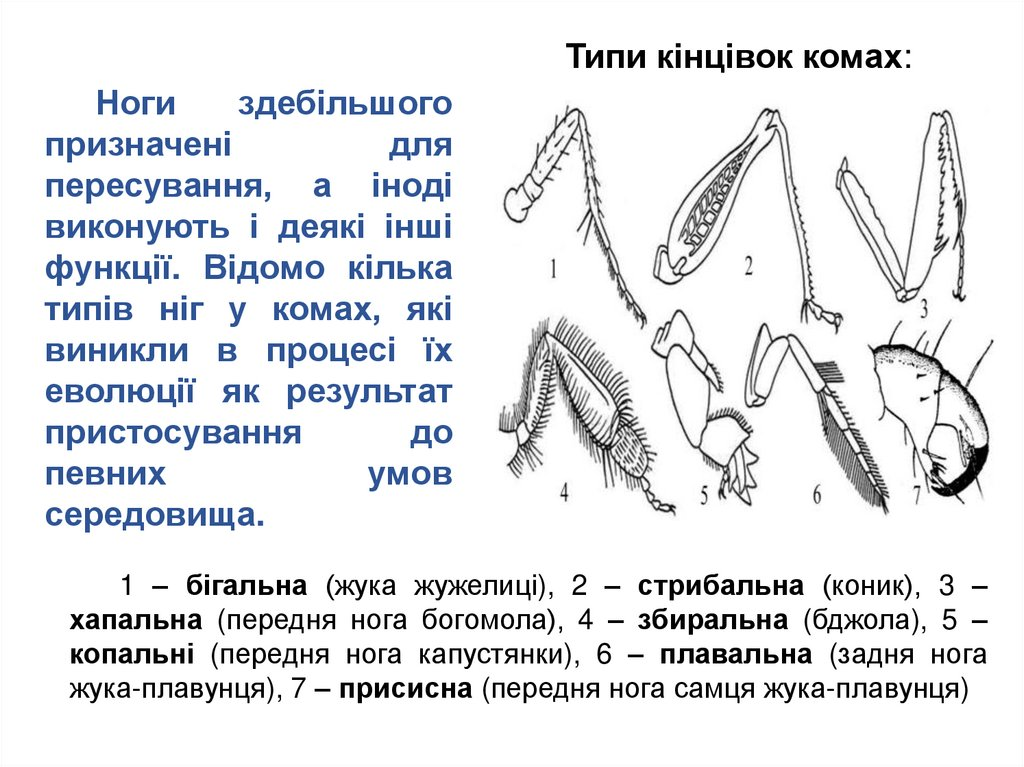 Типи кінцівок комах:
Ноги здебільшого
призначені для
пересування, а іноді
виконують і деякі інші
функції. Відомо кілька
типів ніг у комах, які
виникли в процесі їх
еволюції як результат
пристосування до
певних умов
середовища.
1
2
3
4
5
6
7
1 – бігальна (жука жужелиці), 2 – стрибальна (коник), 3 –
хапальна (передня нога богомола), 4 – збиральна (бджола), 5 –
копальні (передня нога капустянки), 6 – плавальна (задня нога
жука-плавунця), 7 – присисна (передня нога самця жука-плавунця)